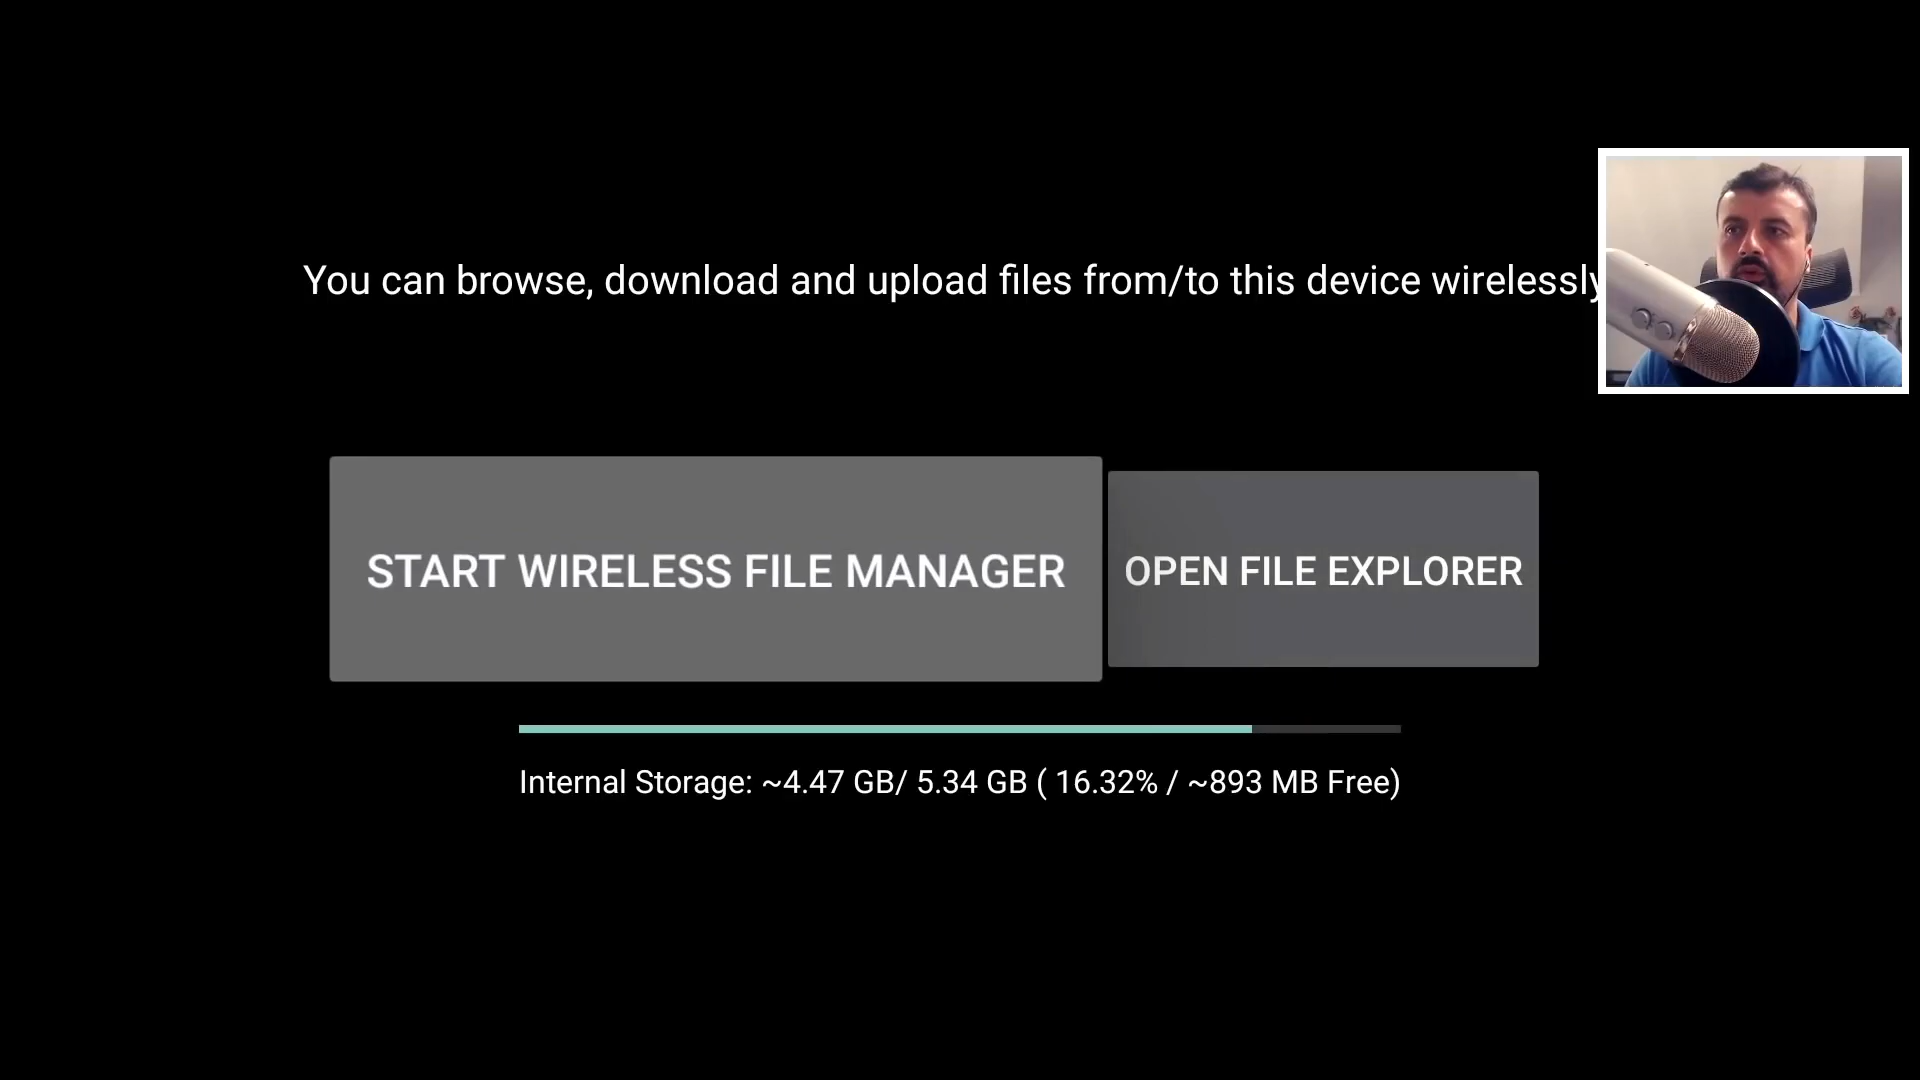 You can browse, download and upload files from/to this device wirelessly
START WIRELESS FILE MANAGER
OPEN FILE EXPLORER
Internal Storage: ~4.47 GB/ 5.34 GB ( 16.32% / ~893 MB Free)